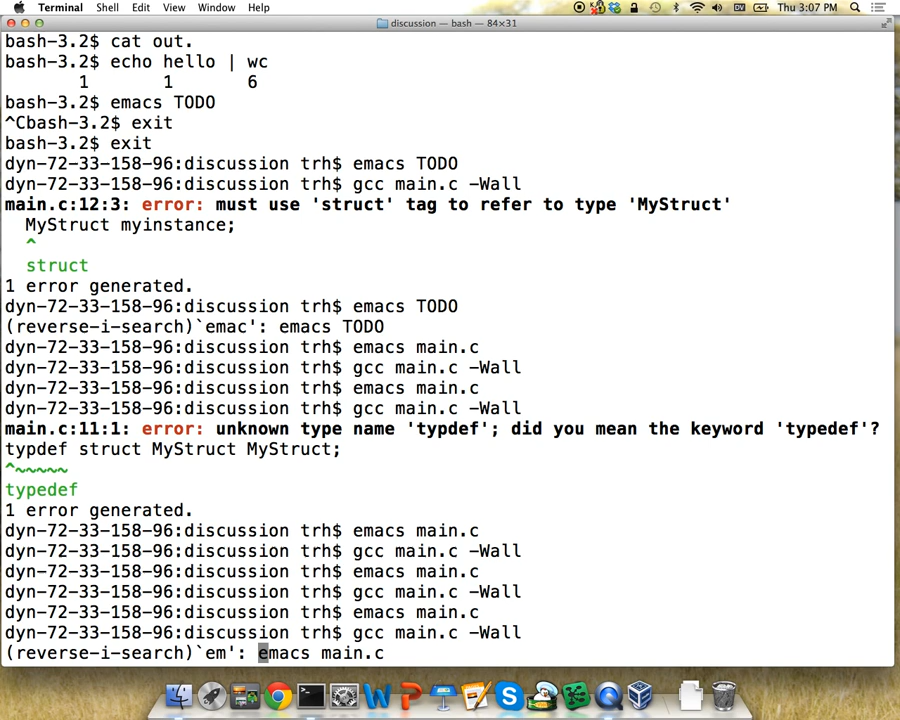 Terminal Shell Edit View Window Help Thu 3:07 PM
discussion — bash — 84×31
bash-3.2$ cat out.
bash-3.2$ echo hello | wc
1 1 6
bash-3.2$ emacs TODO
^Cbash-3.2$ exit
bash-3.2$ exit
dyn-72-33-158-96:discussion trh$ emacs TODO
dyn-72-33-158-96:discussion trh$ gcc main.c -Wall
main.c:12:3: error: must use 'struct' tag to refer to type 'MyStruct'
MyStruct myinstance;
^
struct
1 error generated.
dyn-72-33-158-96:discussion trh$ emacs TODO
(reverse-i-search)`emac': emacs TODO
dyn-72-33-158-96:discussion trh$ emacs main.c
dyn-72-33-158-96:discussion trh$ gcc main.c -Wall
dyn-72-33-158-96:discussion trh$ emacs main.c
dyn-72-33-158-96:discussion trh$ gcc main.c -Wall
main.c:11:1: error: unknown type name 'typdef'; did you mean the keyword 'typedef'?
typdef struct MyStruct MyStruct;
^~~~~~
typedef
1 error generated.
dyn-72-33-158-96:discussion trh$ emacs main.c
dyn-72-33-158-96:discussion trh$ gcc main.c -Wall
dyn-72-33-158-96:discussion trh$ emacs main.c
dyn-72-33-158-96:discussion trh$ gcc main.c -Wall
dyn-72-33-158-96:discussion trh$ emacs main.c
dyn-72-33-158-96:discussion trh$ gcc main.c -Wall
(reverse-i-search)`em': emacs main.c